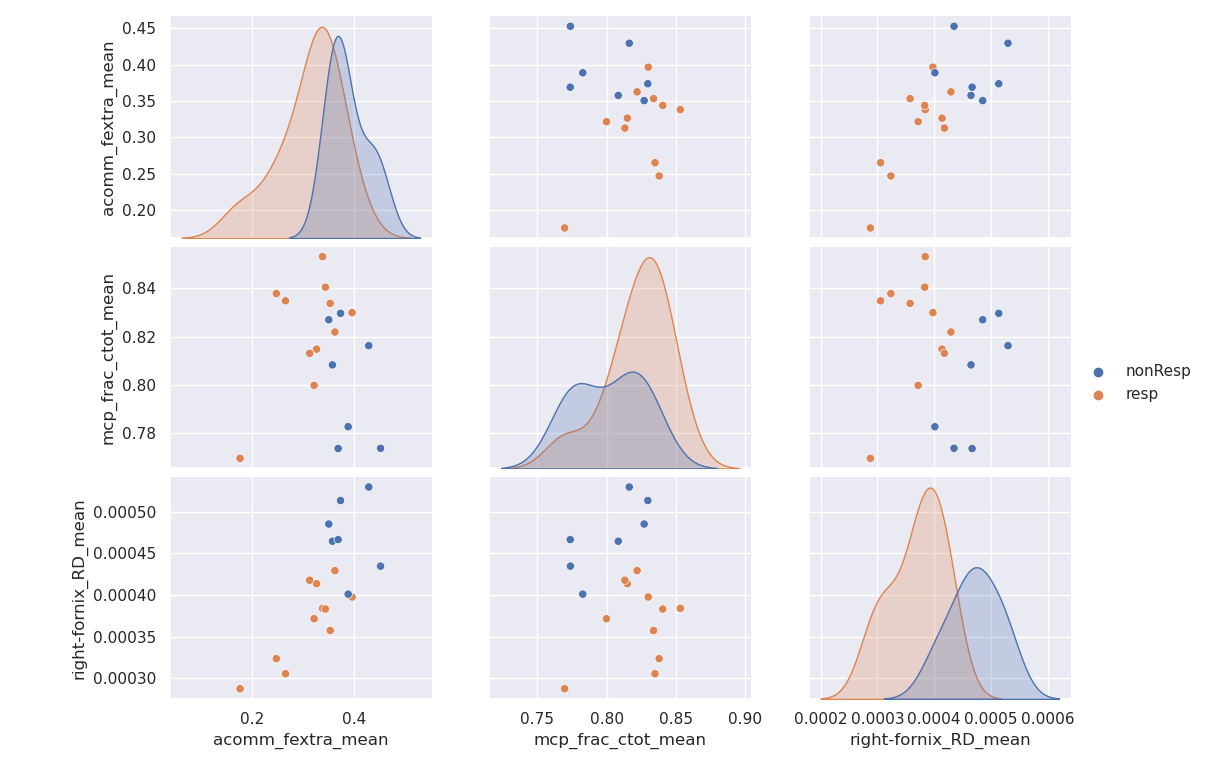 acomm_fextra_mean
0.45
0.40
0.35
0.30
0.25
0.20
mcp_frac_ctot_mean
0.84
0.82
0.80
0.78
nonResp
resp
right-fornix_RD_mean
0.00050
0.00045
0.00040
0.00035
0.00030
0.2 0.4
0.75 0.80 0.85 0.90
0.0002 0.0003 0.0004 0.0005 0.0006
acomm_fextra_mean
mcp_frac_ctot_mean
right-fornix_RD_mean